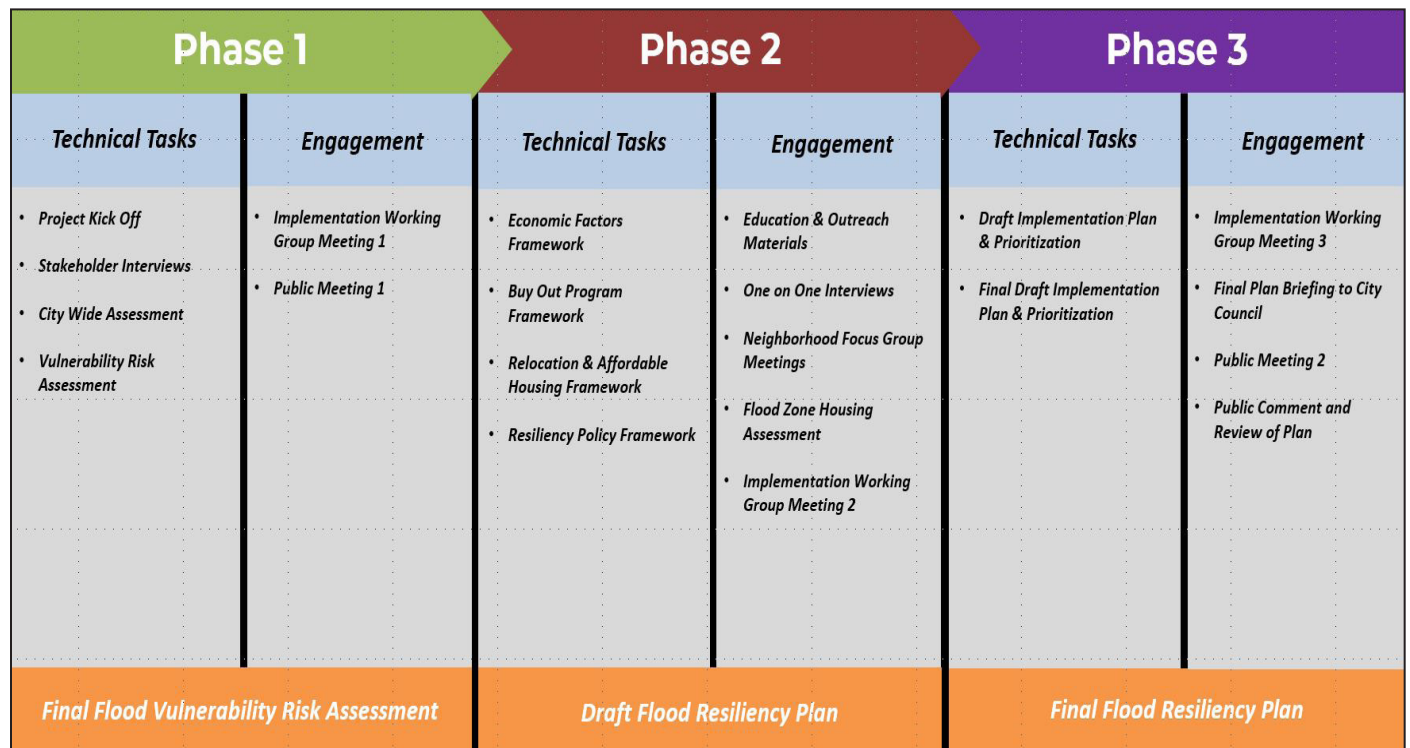 Phase 1
Phase 2
Phase 3
Technical Tasks
Engagement
Technical Tasks
Engagement
Technical Tasks
Engagement
• Project Kick Off
• Stakeholder Interviews
• City Wide Assessment
• Vulnerability Risk
Assessment
• Implementation Working
Group Meeting 1
• Public Meeting 1
• Economic Factors
Framework
• Buy Out Program
Framework
• Relocation & Affordable
Housing Framework
• Resiliency Policy Framework
• Education & Outreach
Materials
• One on One Interviews
• Neighborhood Focus Group
Meetings
• Flood Zone Housing
Assessment
• Implementation Working
Group Meeting 2
• Draft Implementation Plan
& Prioritization
• Final Draft Implementation
Plan & Prioritization
• Implementation Working
Group Meeting 3
• Final Plan Briefing to City
Council
• Public Meeting 2
• Public Comment and
Review of Plan
Final Flood Vulnerability Risk Assessment
Draft Flood Resiliency Plan
Final Flood Resiliency Plan